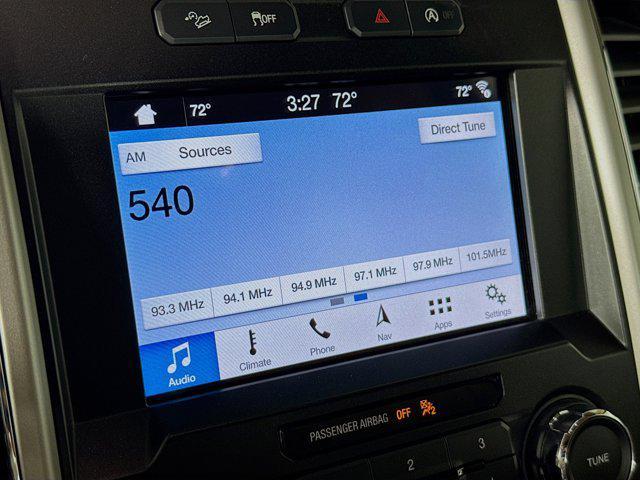 OFF
A OFF
72° 3:27 72° 72°
AM Sources
Direct Tune
540
93.3 MHz 94.1 MHz 94.9 MHz 97.1 MHz 97.9 MHz 101.5MHz
Audio Climate Phone Nav Apps Settings
PASSENGER AIRBAG OFF 2
2 3
TUNE